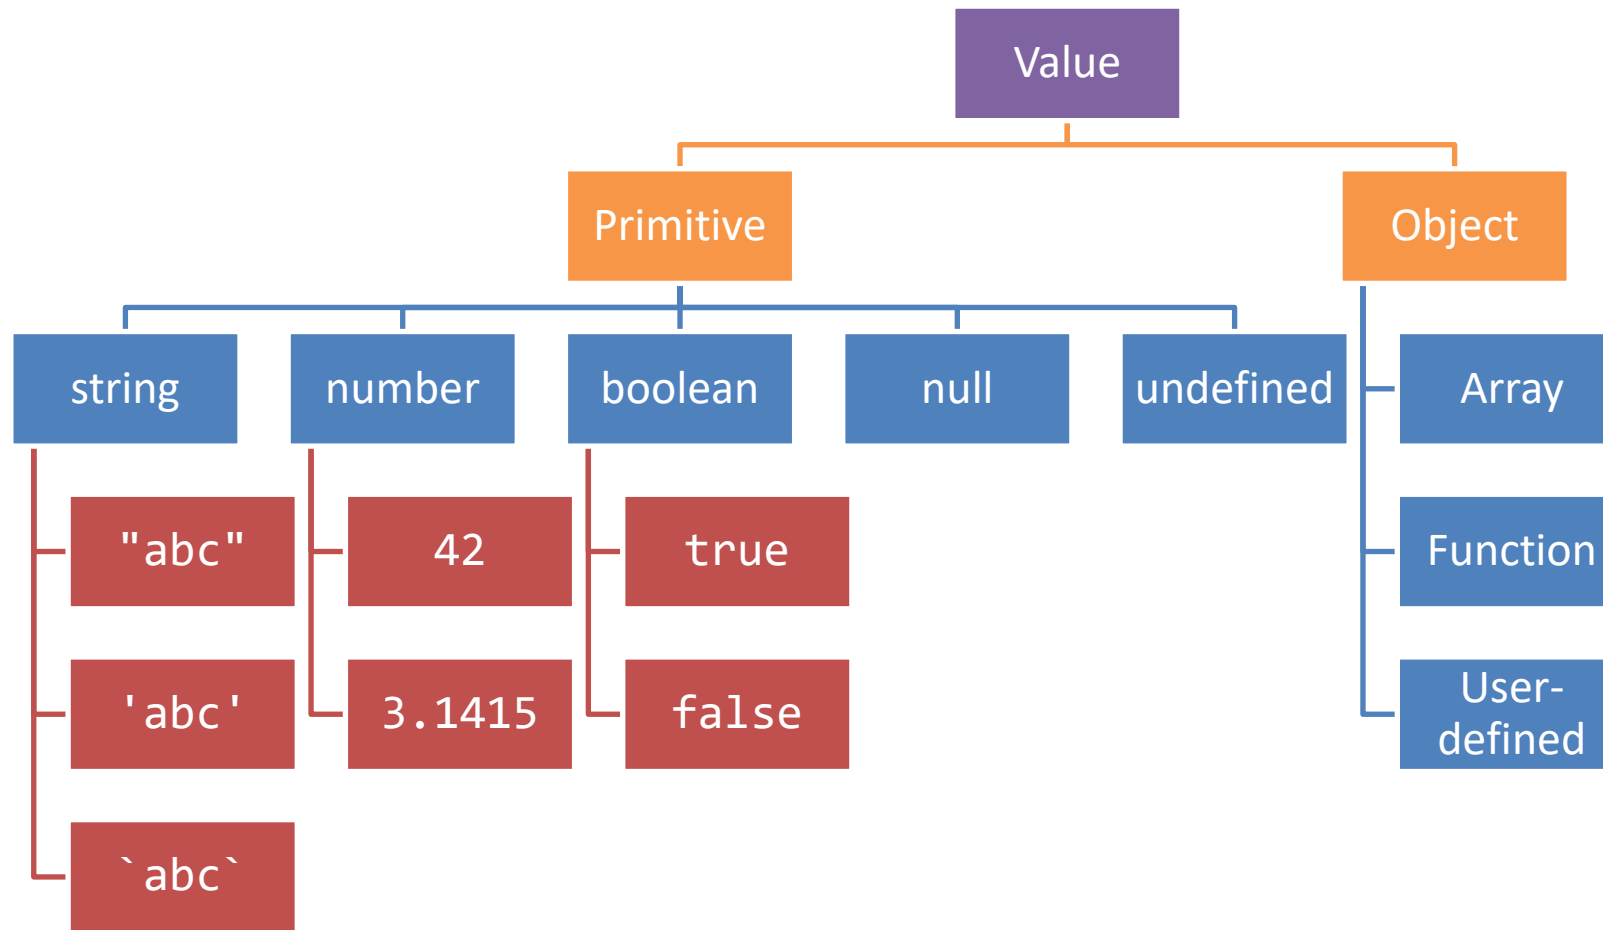 Value
Primitive
Object
string
number
boolean
null
undefined
Array
"abc"
42
true
Function
'abc'
3.1415
false
User-
defined
`abc`